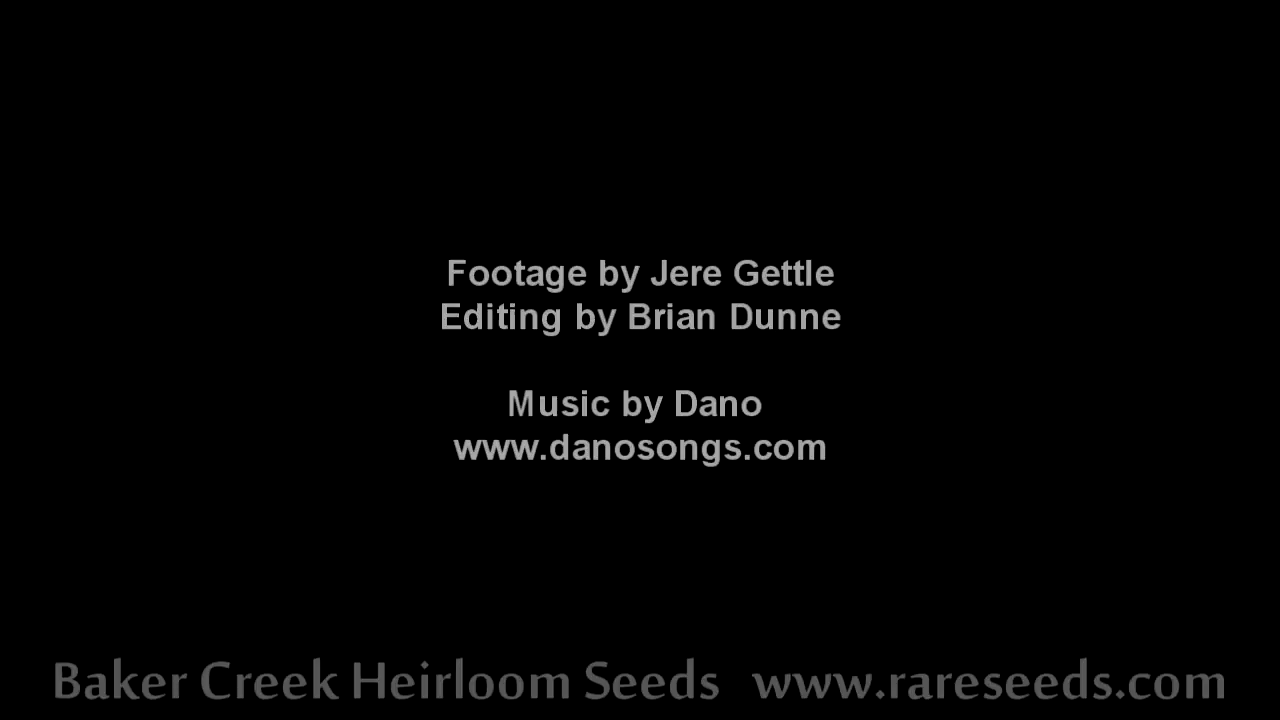 Footage by Jere Gettle
Editing by Brian Dunne
Music by Dano
www.danosongs.com
Baker Creek Heirloom Seeds www.rareseeds.com